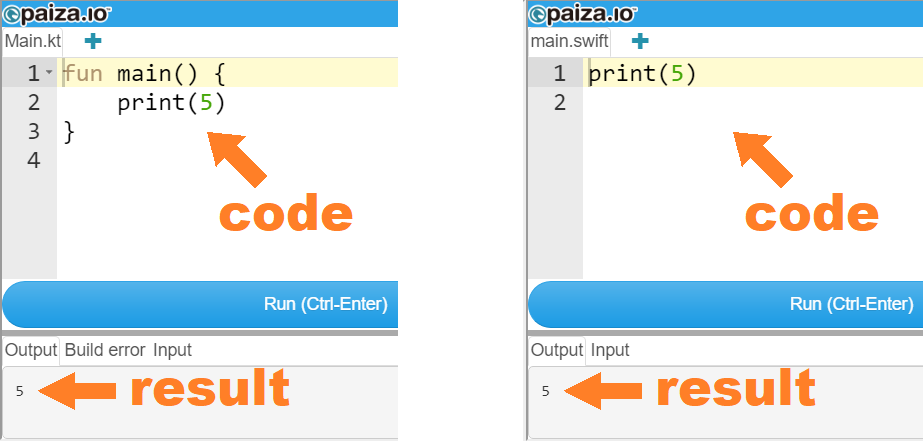 paiza.IO
Main.kt
1 fun main() {
2 print(5)
3 }
4
code
Run (Ctrl-Enter)
Output Build error Input
5 result
paiza.IO
main.swift
1 print(5)
2
code
Run (Ctrl-Enter)
Output Input
5 result